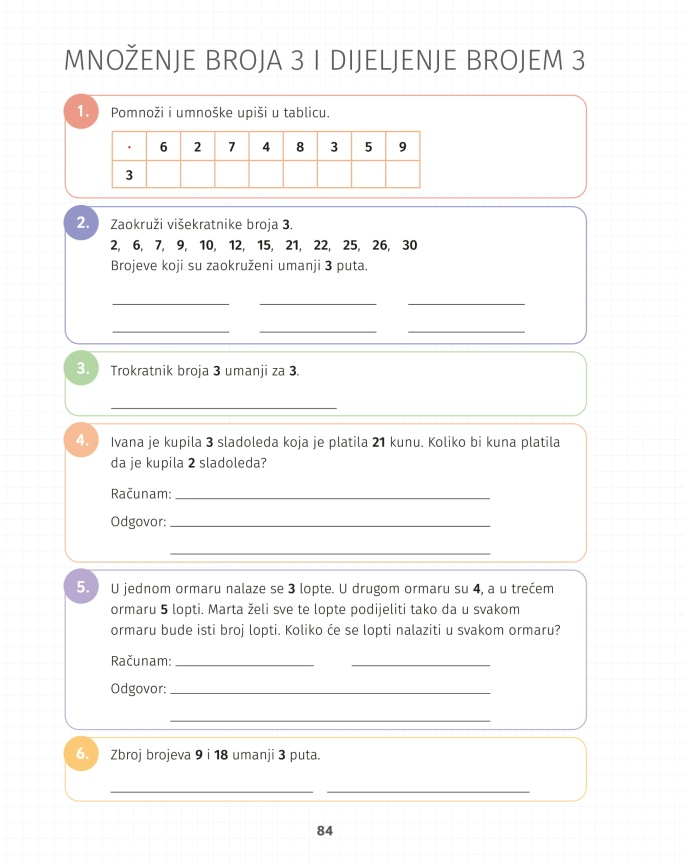 MNOŽENJE BROJA 3 I DIJELJENJE BROJEM 3
1.
Pomnoži i umnoške upiši u tablicu.
· 6 2 7 4 8 3 5 9
3
2.
Zaokruži višekratnike broja 3.
2, 6, 7, 9, 10, 12, 15, 21, 22, 25, 26, 30
Brojeve koji su zaokruženi umanji 3 puta.
3.
Trokratnik broja 3 umanji za 3.
4.
Ivana je kupila 3 sladoleda koja je platila 21 kunu. Koliko bi kuna platila
da je kupila 2 sladoleda?
Računam:
Odgovor:
5.
U jednom ormaru nalaze se 3 lopte. U drugom ormaru su 4, a u trećem
ormaru 5 lopti. Marta želi sve te lopte podijeliti tako da u svakom
ormaru bude isti broj lopti. Koliko će se lopti nalaziti u svakom ormaru?
Računam:
Odgovor:
6.
Zbroj brojeva 9 i 18 umanji 3 puta.
84